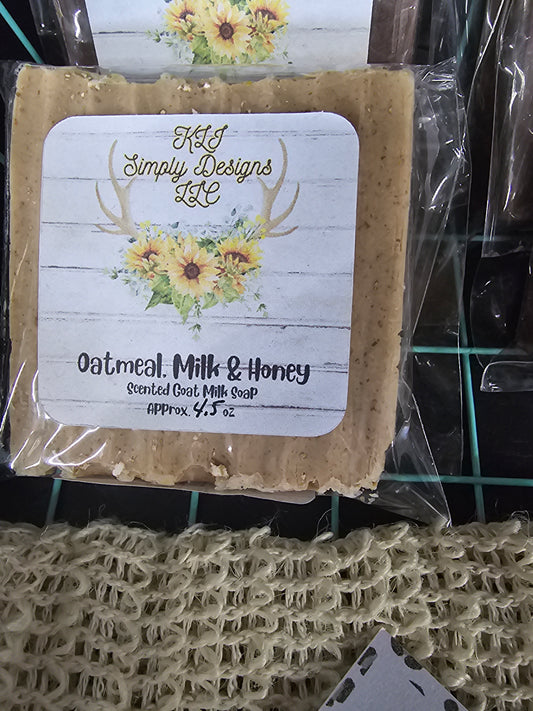 KLJ
Simply Designs
LLC
Oatmeal, Milk & Honey
Scented Goat Milk Soap
Approx. 4.5 oz